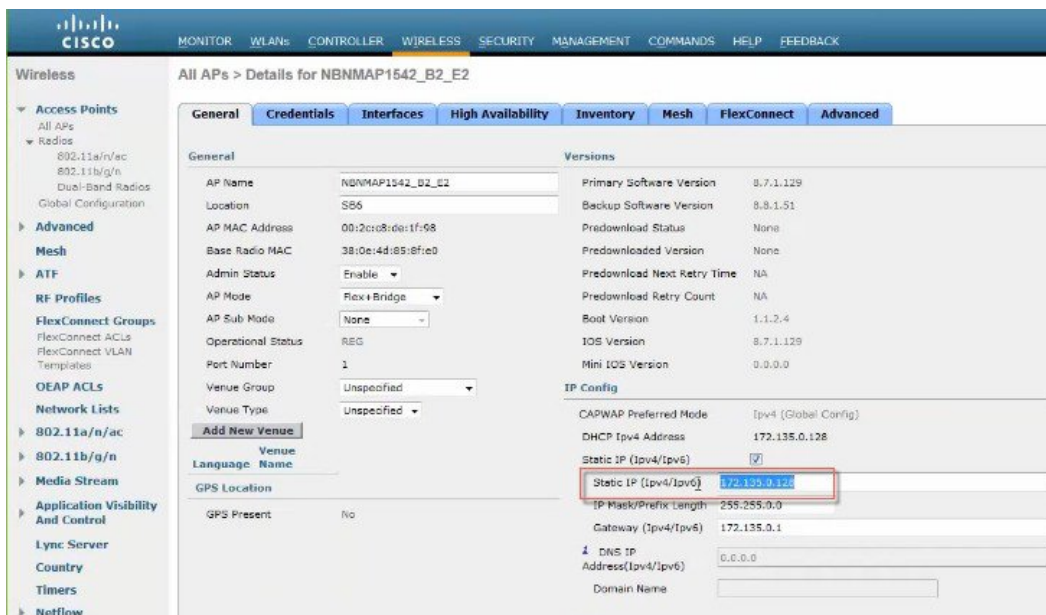 CISCO
MONITOR WLANs CONTROLLER WIRELESS SECURITY MANAGEMENT COMMANDS HELP FEEDBACK
Wireless
Access Points
All APs
Radios
802.11a/n/ac
802.11b/g/n
Dual-Band Radios
Global Configuration
Advanced
Mesh
ATF
RF Profiles
FlexConnect Groups
FlexConnect ACLs
FlexConnect VLAN
Templates
OEAP ACLs
Network Lists
802.11a/n/ac
802.11b/g/n
Media Stream
Application Visibility
And Control
Lync Server
Country
Timers
Netflow
All APs > Details for NBNMAP1542_B2_E2
General Credentials Interfaces High Availability Inventory Mesh FlexConnect Advanced
General
AP Name NBNMAP1542_B2_E2
Location SB6
AP MAC Address 00:2c:c8:de:1f:98
Base Radio MAC 38:0e:4d:85:8f:e0
Admin Status Enable
AP Mode Flex+Bridge
AP Sub Mode None
Operational Status REG
Port Number 1
Venue Group Unspecified
Venue Type Unspecified
Add New Venue
Language Venue Name
GPS Location
GPS Present No
Versions
Primary Software Version 8.7.1.129
Backup Software Version 8.8.1.51
Predownload Status None
Predownloaded Version None
Predownload Next Retry Time NA
Predownload Retry Count NA
Boot Version 1.1.2.4
IOS Version 8.7.1.129
Mini IOS Version 0.0.0.0
IP Config
CAPWAP Preferred Mode Ipv4 (Global Config)
DHCP Ipv4 Address 172.135.0.128
Static IP (Ipv4/Ipv6)
Static IP (Ipv4/Ipv6) 172.135.0.128
IP Mask/Prefix Length 255.255.0.0
Gateway (Ipv4/Ipv6) 172.135.0.1
DNS IP
Address(Ipv4/Ipv6) 0.0.0.0
Domain Name